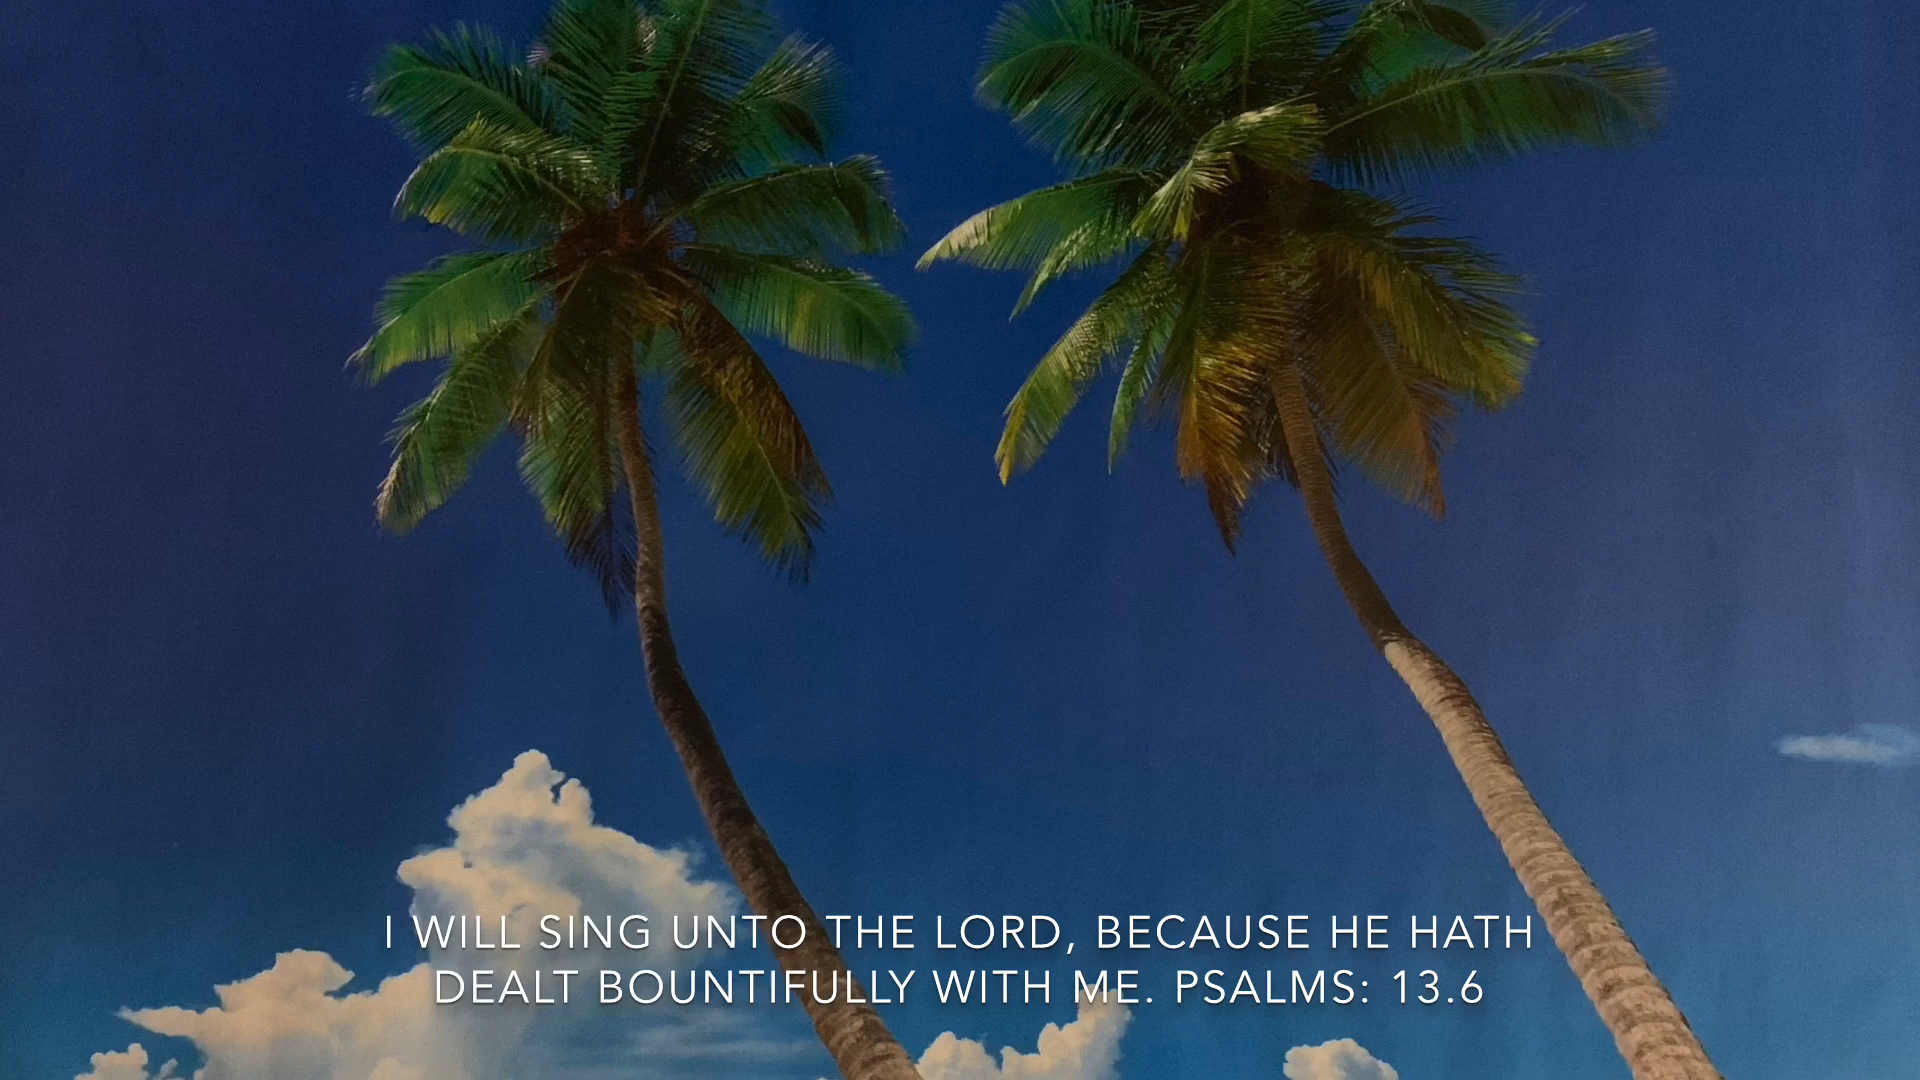 I WILL SING UNTO THE LORD, BECAUSE HE HATH
DEALT BOUNTIFULLY WITH ME. PSALMS: 13.6